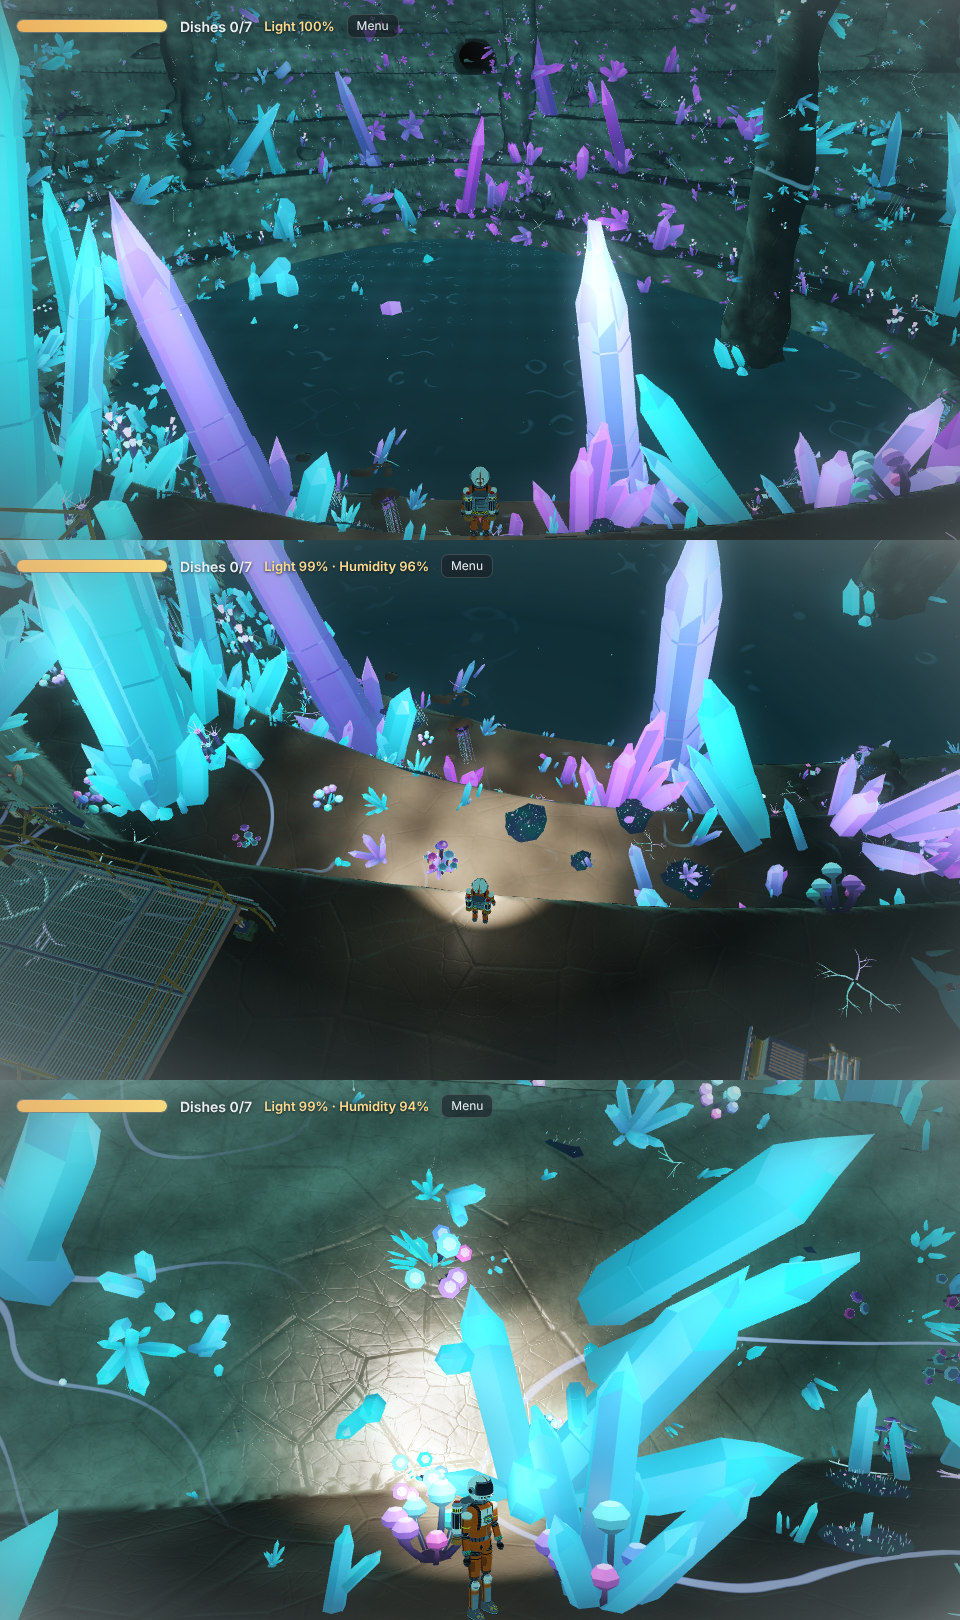 Dishes 0/7 Light 100% Menu
Dishes 0/7 Light 99% · Humidity 96% Menu
Dishes 0/7 Light 99% · Humidity 94% Menu